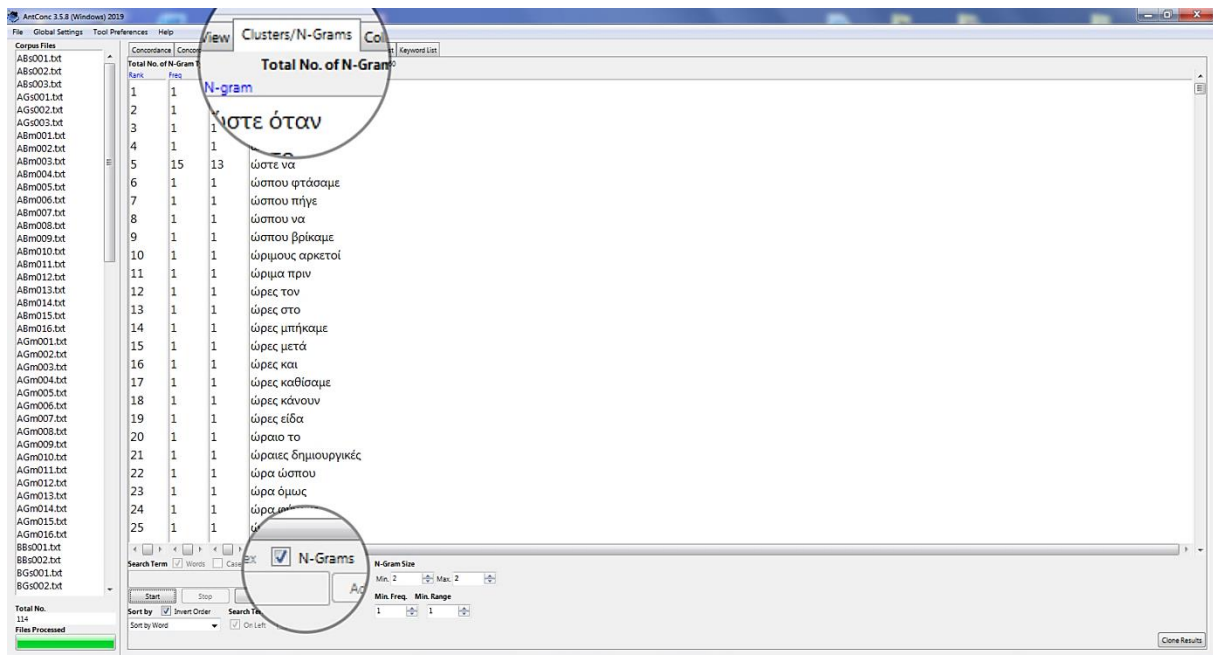 AntConc 3.5.8 (Windows) 2019
File Global Settings Tool Preferences Help
Corpus Files
ABs001.txt
ABs002.txt
ABs003.txt
AGs001.txt
AGs002.txt
AGs003.txt
ABm001.txt
ABm002.txt
ABm003.txt
ABm004.txt
ABm005.txt
ABm006.txt
ABm007.txt
ABm008.txt
ABm009.txt
ABm010.txt
ABm011.txt
ABm012.txt
ABm013.txt
ABm014.txt
ABm015.txt
ABm016.txt
AGm001.txt
AGm002.txt
AGm003.txt
AGm004.txt
AGm005.txt
AGm006.txt
AGm007.txt
AGm008.txt
AGm009.txt
AGm010.txt
AGm011.txt
AGm012.txt
AGm013.txt
AGm014.txt
AGm015.txt
AGm016.txt
BBs001.txt
BBs002.txt
BGs001.txt
BGs002.txt
Total No.
114
Files Processed
Concordance Clusters/N-Grams Keyword List
Total No. of N-Gram
Rank Freq N-gram
1 1
2 1 ώστε όταν
3 1 1
4 1 1
5 15 13 ώστε να
6 1 1 ώσπου φτάσαμε
7 1 1 ώσπου πήγε
8 1 1 ώσπου να
9 1 1 ώσπου βρίκαμε
10 1 1 ώριμους αρκετοί
11 1 1 ώριμα πριν
12 1 1 ώρες τον
13 1 1 ώρες στο
14 1 1 ώρες μπήκαμε
15 1 1 ώρες μετά
16 1 1 ώρες και
17 1 1 ώρες καθίσαμε
18 1 1 ώρες κάνουν
19 1 1 ώρες είδα
20 1 1 ώραιο το
21 1 1 ώραιες δημιουργικές
22 1 1 ώρα ώσπου
23 1 1 ώρα όμως
24 1 1 ώρα
25 1 1
Search Term Words Case N-Grams N-Gram Size
Min. 2 Max. 2
Start Stop Min. Freq. Min. Range
Sort by Invert Order 1 1
Sort by Word On Left
Clone Results